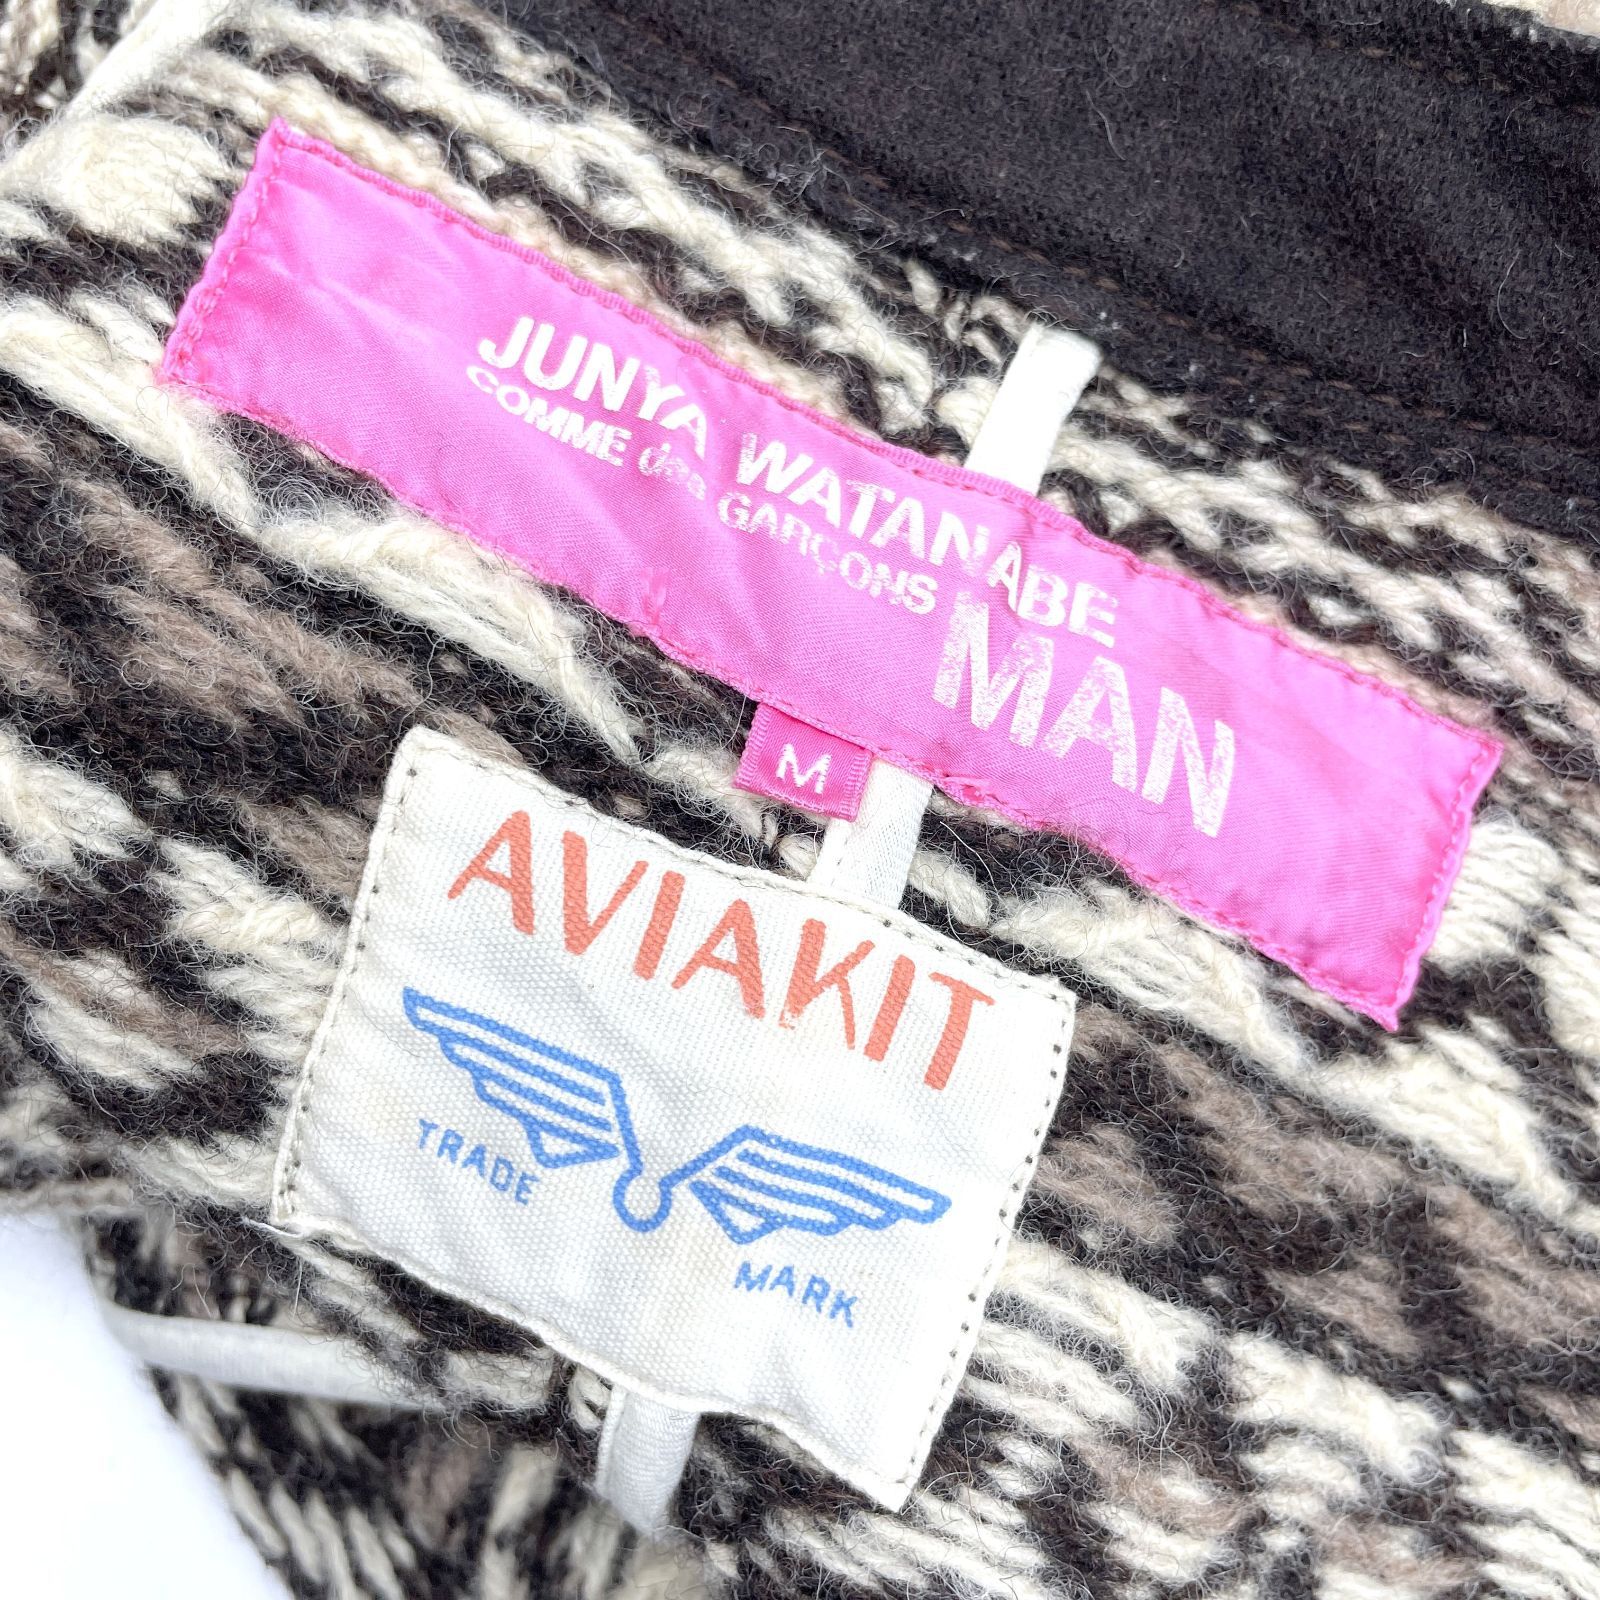 JUNYA WATANABE
COMME des GARÇONS
MAN
M
AVIAKIT
TRADE
MARK